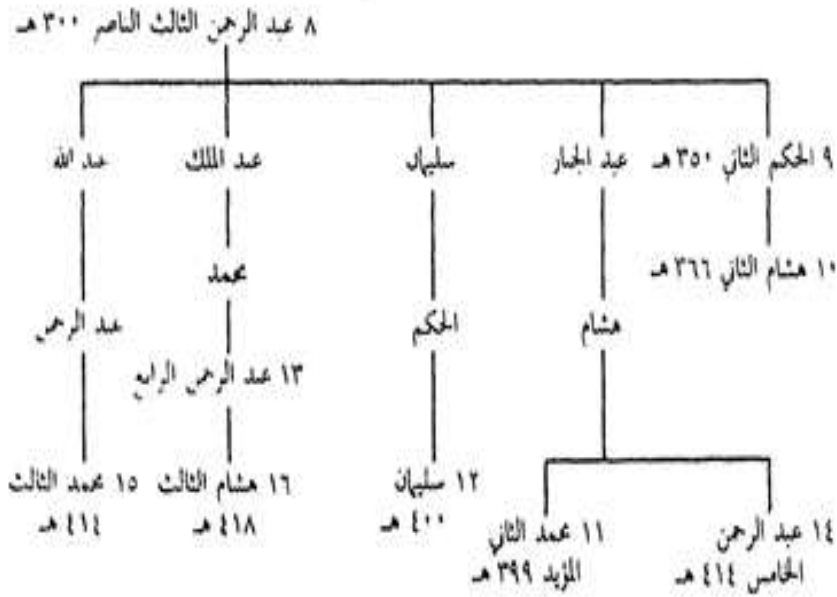 ٨ عبد الرحمن الثالث الناصر ٣٠٠ هـ
٩ الحكم الثاني ٣٥٠ هـ
عبد الجبار
سليمان
عبد الملك
عبد الله
١٠ هشام الثاني ٣٦٦ هـ
محمد
هشام
الحكم
عبد الرحمن
١٣ عبد الرحمن الرابع
١٢ سليمان
٤٠٠ هـ
١٦ هشام الثالث
٤١٨ هـ
١٥ محمد الثالث
٤١٤ هـ
١٤ عبد الرحمن
الخامس ٤١٤ هـ
١١ محمد الثاني
المؤيد ٣٩٩ هـ